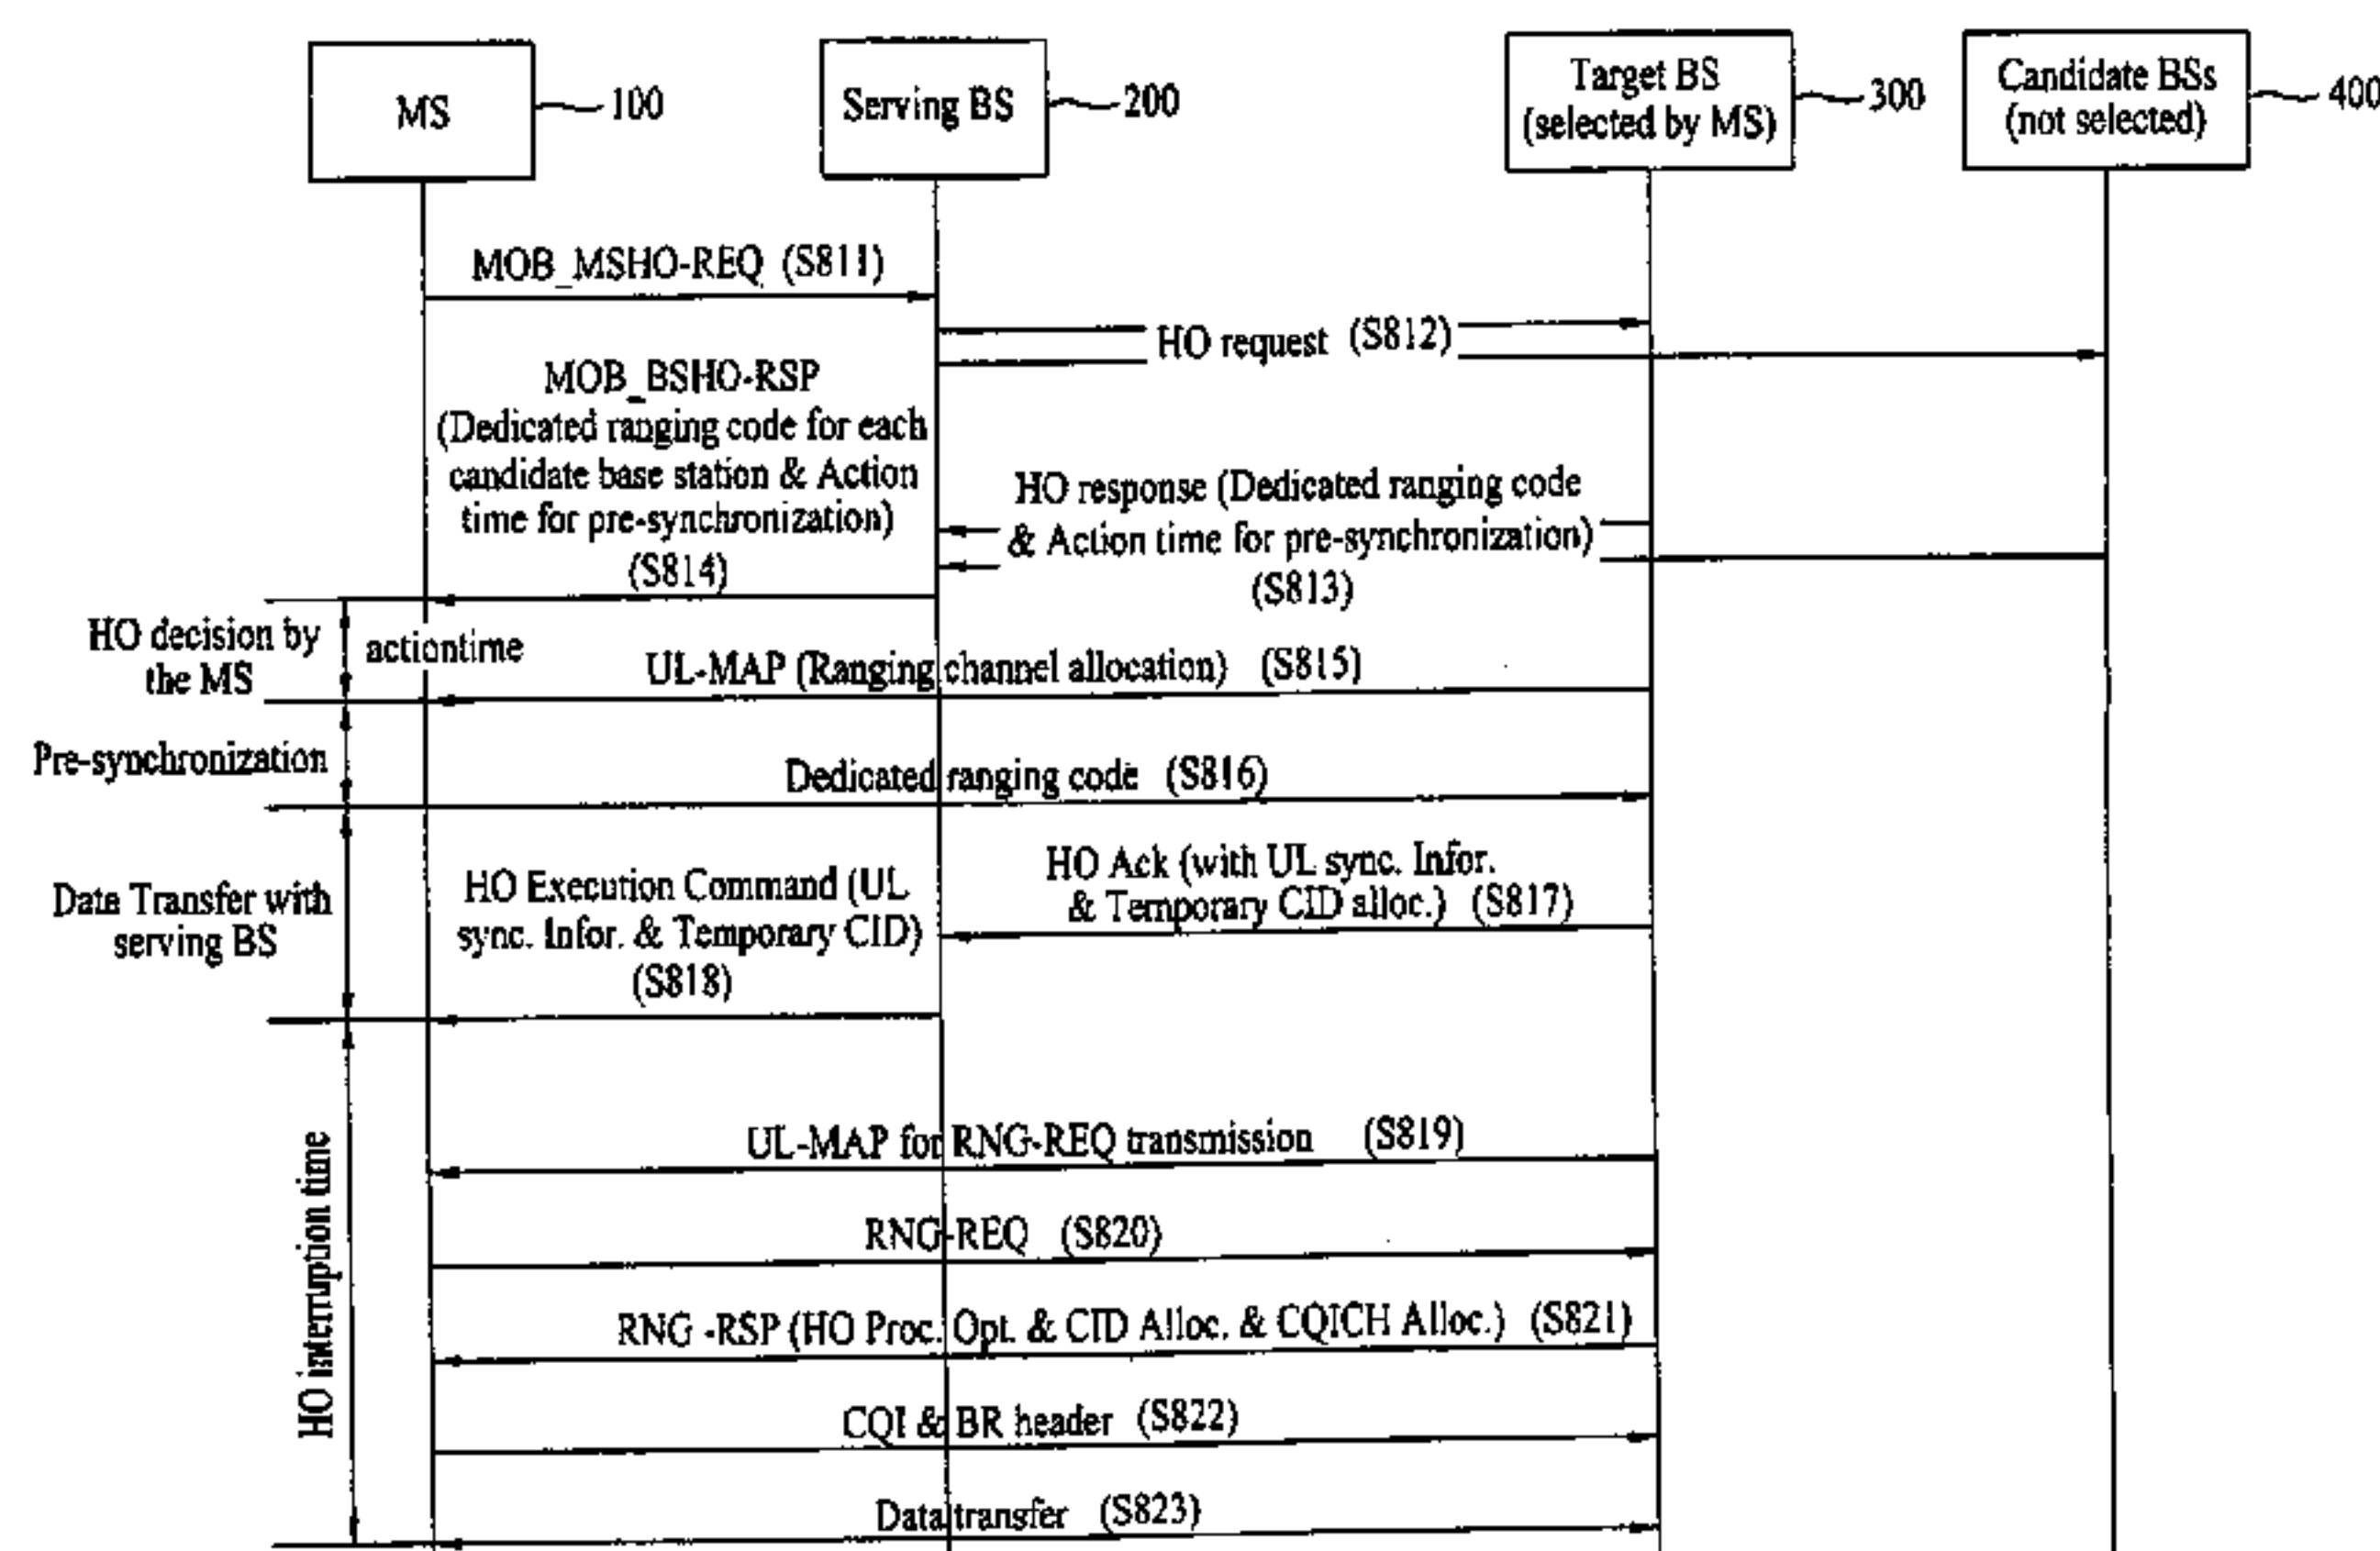 MS
100
Serving BS
200
Target BS
(selected by MS)
300
Candidate BSs
(not selected)
400
MOB_MSHO-REQ (S811)
HO request (S812)
MOB_BSHO-RSP
(Dedicated ranging code for each
candidate base station & Action
time for pre-synchronization)
(S814)
HO response (Dedicated ranging code
& Action time for pre-synchronization)
(S813)
HO decision by
the MS
actiontime
UL-MAP (Ranging channel allocation) (S815)
Pre-synchronization
Dedicated ranging code (S816)
Date Transfer with
serving BS
HO Execution Command (UL
sync. Infor. & Temporary CID)
(S818)
HO Ack (with UL sync. Infor.
& Temporary CID alloc.) (S817)
HO interruption time
UL-MAP for RNG-REQ transmission (S819)
RNG-REQ (S820)
RNG -RSP (HO Proc. Opt. & CID Alloc. & CQICH Alloc.) (S821)
CQI & BR header (S822)
Data transfer (S823)